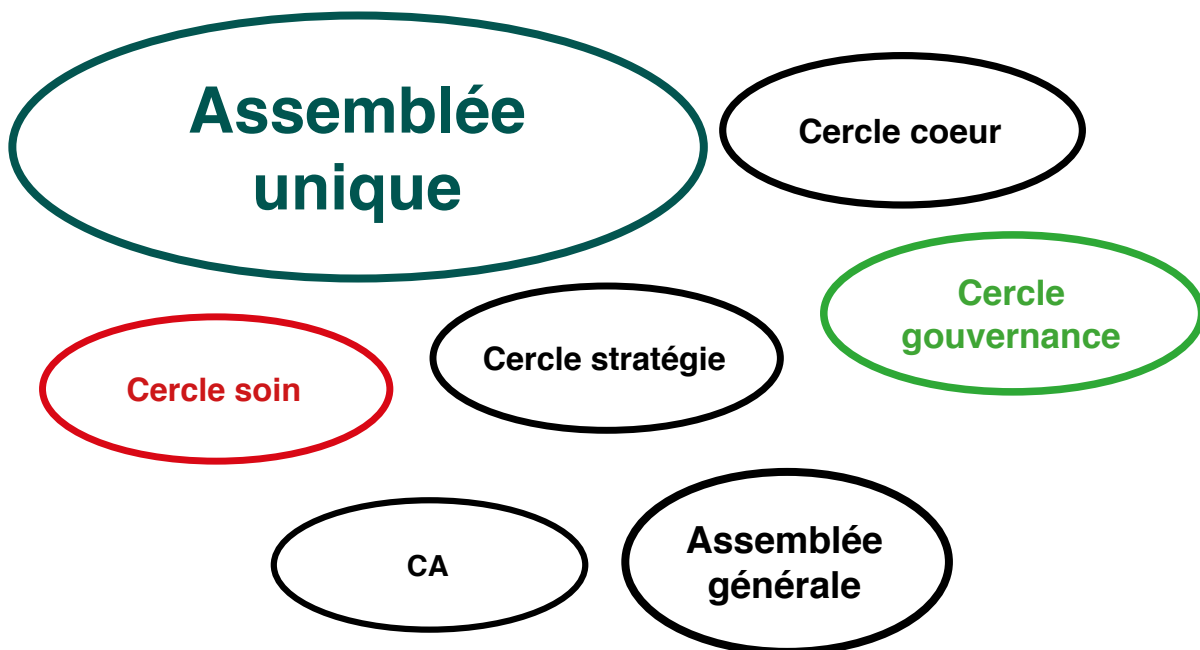 Assemblée
unique
Cercle coeur
Cercle
gouvernance
Cercle stratégie
Cercle soin
CA
Assemblée
générale